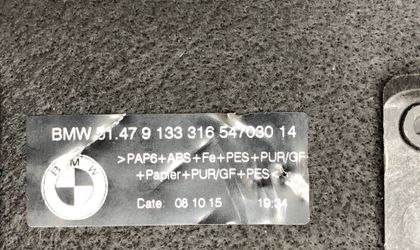 BMW 51.47 9 133 316 547030 14
>PAP6+ABS+Fe+PES+PUR/GF
+Papier+PUR/GF+PES<
Date: 08 10 15 19:34
BMW